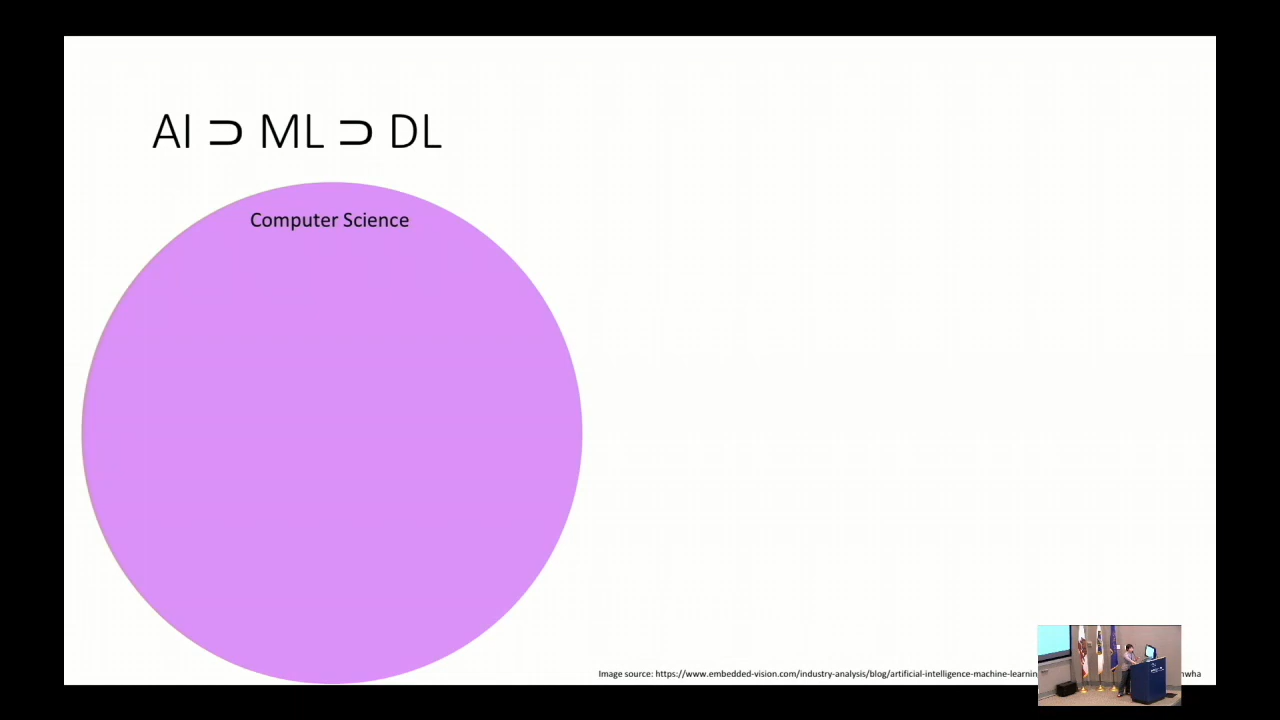 AI ⊃ ML ⊃ DL
Computer Science
Image source: https://www.embedded-vision.com/industry-analysis/blog/artificial-intelligence-machine-learnin
nwha